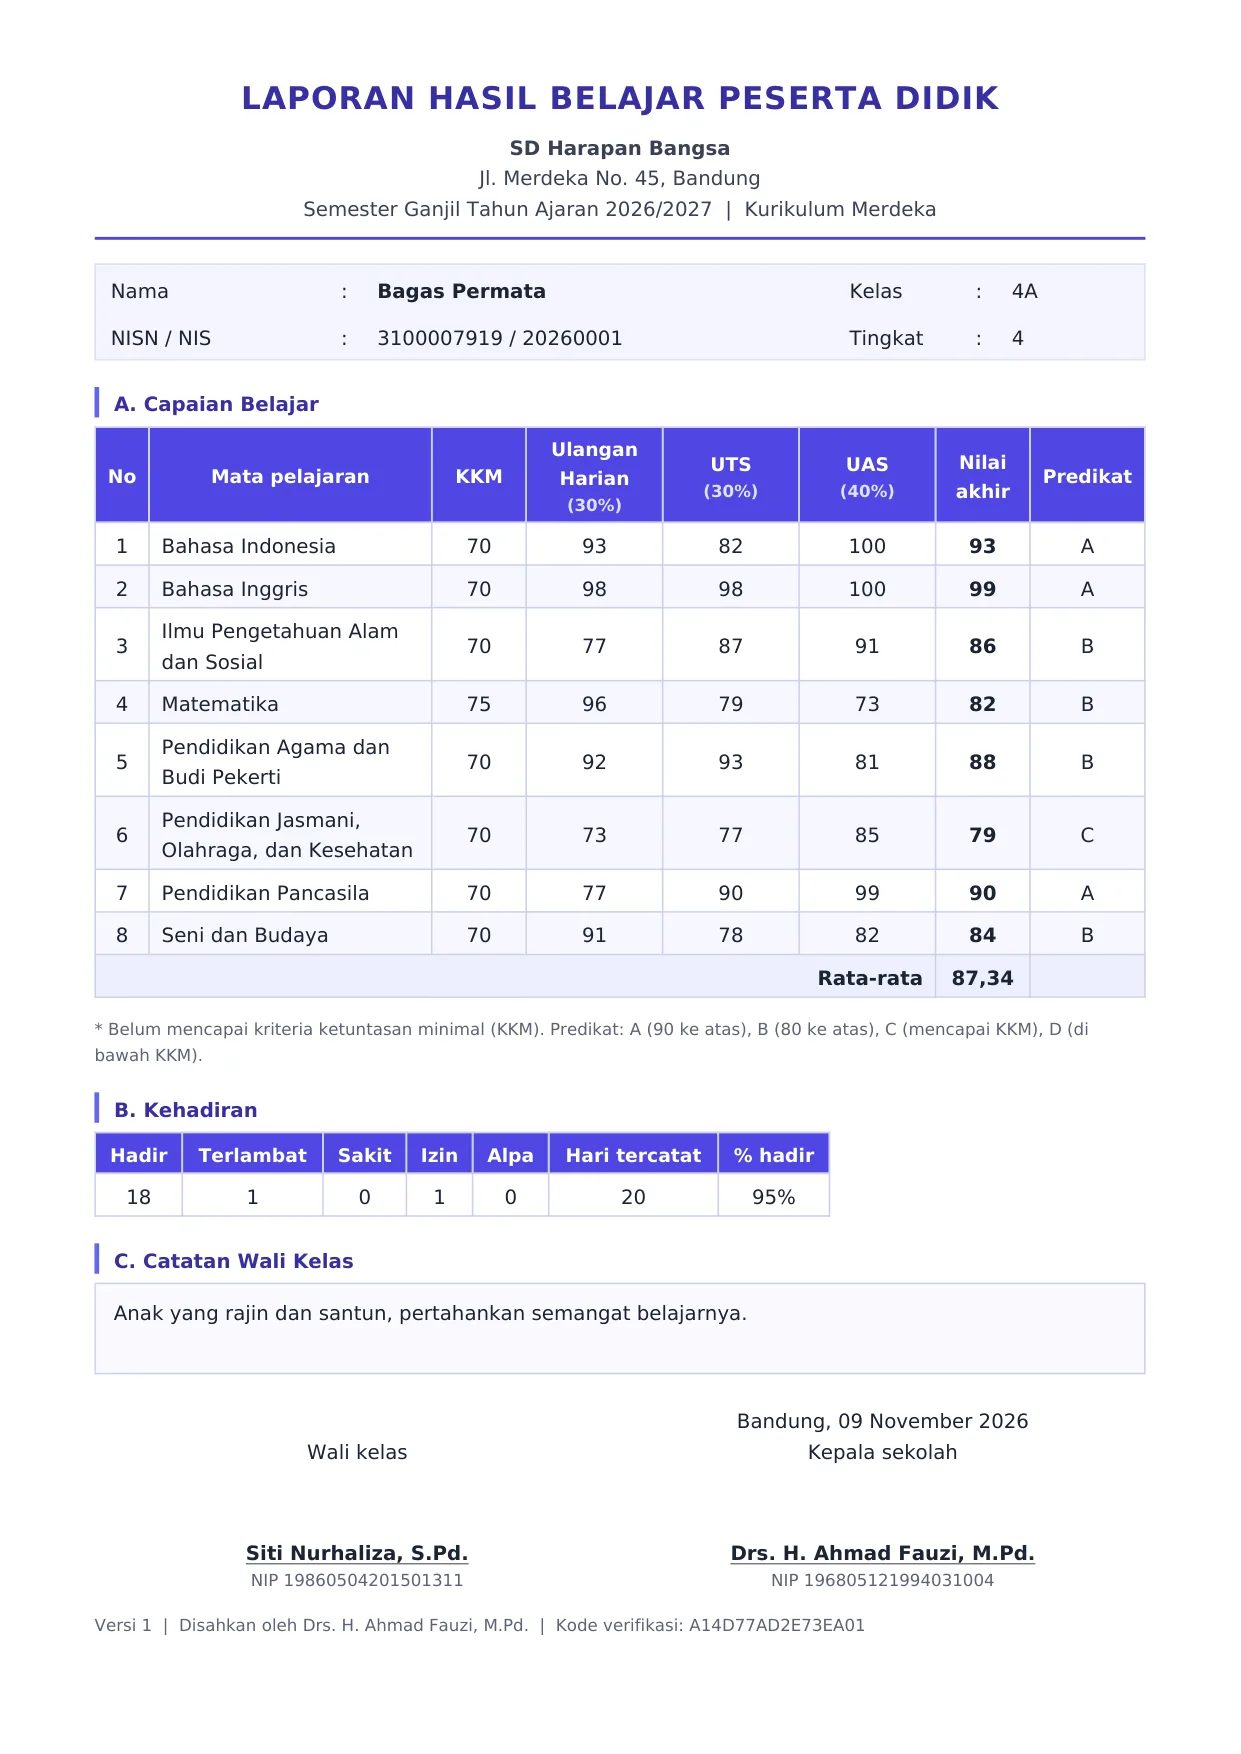 LAPORAN HASIL BELAJAR PESERTA DIDIK
SD Harapan Bangsa
Jl. Merdeka No. 45, Bandung
Semester Ganjil Tahun Ajaran 2026/2027 | Kurikulum Merdeka
Nama : Bagas Permata Kelas : 4A
NISN / NIS : 3100007919 / 20260001 Tingkat : 4
A. Capaian Belajar
No Mata pelajaran KKM Ulangan Harian (30%) UTS (30%) UAS (40%) Nilai akhir Predikat
1 Bahasa Indonesia 70 93 82 100 93 A
2 Bahasa Inggris 70 98 98 100 99 A
3 Ilmu Pengetahuan Alam dan Sosial 70 77 87 91 86 B
4 Matematika 75 96 79 73 82 B
5 Pendidikan Agama dan Budi Pekerti 70 92 93 81 88 B
6 Pendidikan Jasmani, Olahraga, dan Kesehatan 70 73 77 85 79 C
7 Pendidikan Pancasila 70 77 90 99 90 A
8 Seni dan Budaya 70 91 78 82 84 B
Rata-rata 87,34
* Belum mencapai kriteria ketuntasan minimal (KKM). Predikat: A (90 ke atas), B (80 ke atas), C (mencapai KKM), D (di
bawah KKM).
B. Kehadiran
Hadir Terlambat Sakit Izin Alpa Hari tercatat % hadir
18 1 0 1 0 20 95%
C. Catatan Wali Kelas
Anak yang rajin dan santun, pertahankan semangat belajarnya.
Bandung, 09 November 2026
Wali kelas Kepala sekolah
Siti Nurhaliza, S.Pd. Drs. H. Ahmad Fauzi, M.Pd.
NIP 19860504201501311 NIP 196805121994031004
Versi 1 | Disahkan oleh Drs. H. Ahmad Fauzi, M.Pd. | Kode verifikasi: A14D77AD2E73EA01